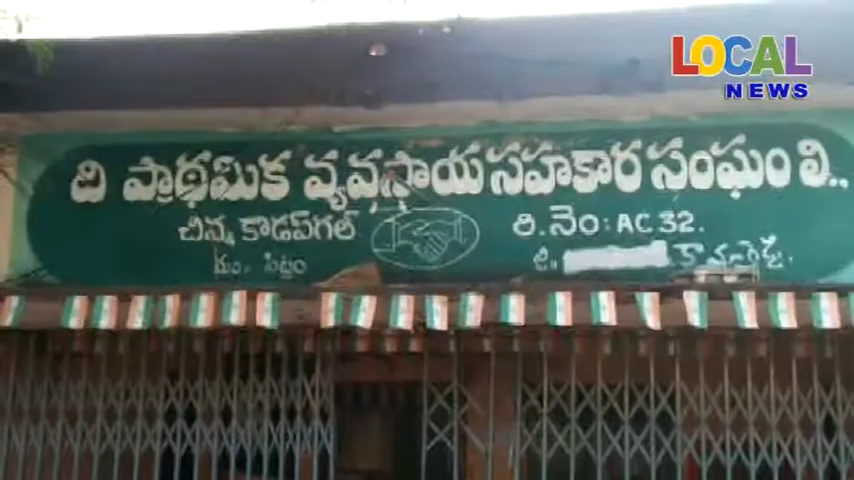 LOCAL
NEWS
ది ప్రాథమిక వ్యవసాయ సహకార సంఘం లి..
చిన్న కొడప్‌గల్ రి.నెం: AC 32.
మం. పిట్లం జి. కామారెడ్డి.